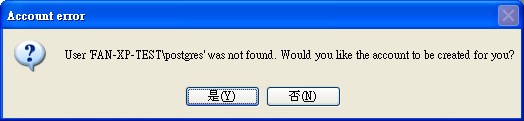 Account error
User 'FAN-XP-TEST\postgres' was not found. Would you like the account to be created for you?
是(Y)
否(N)